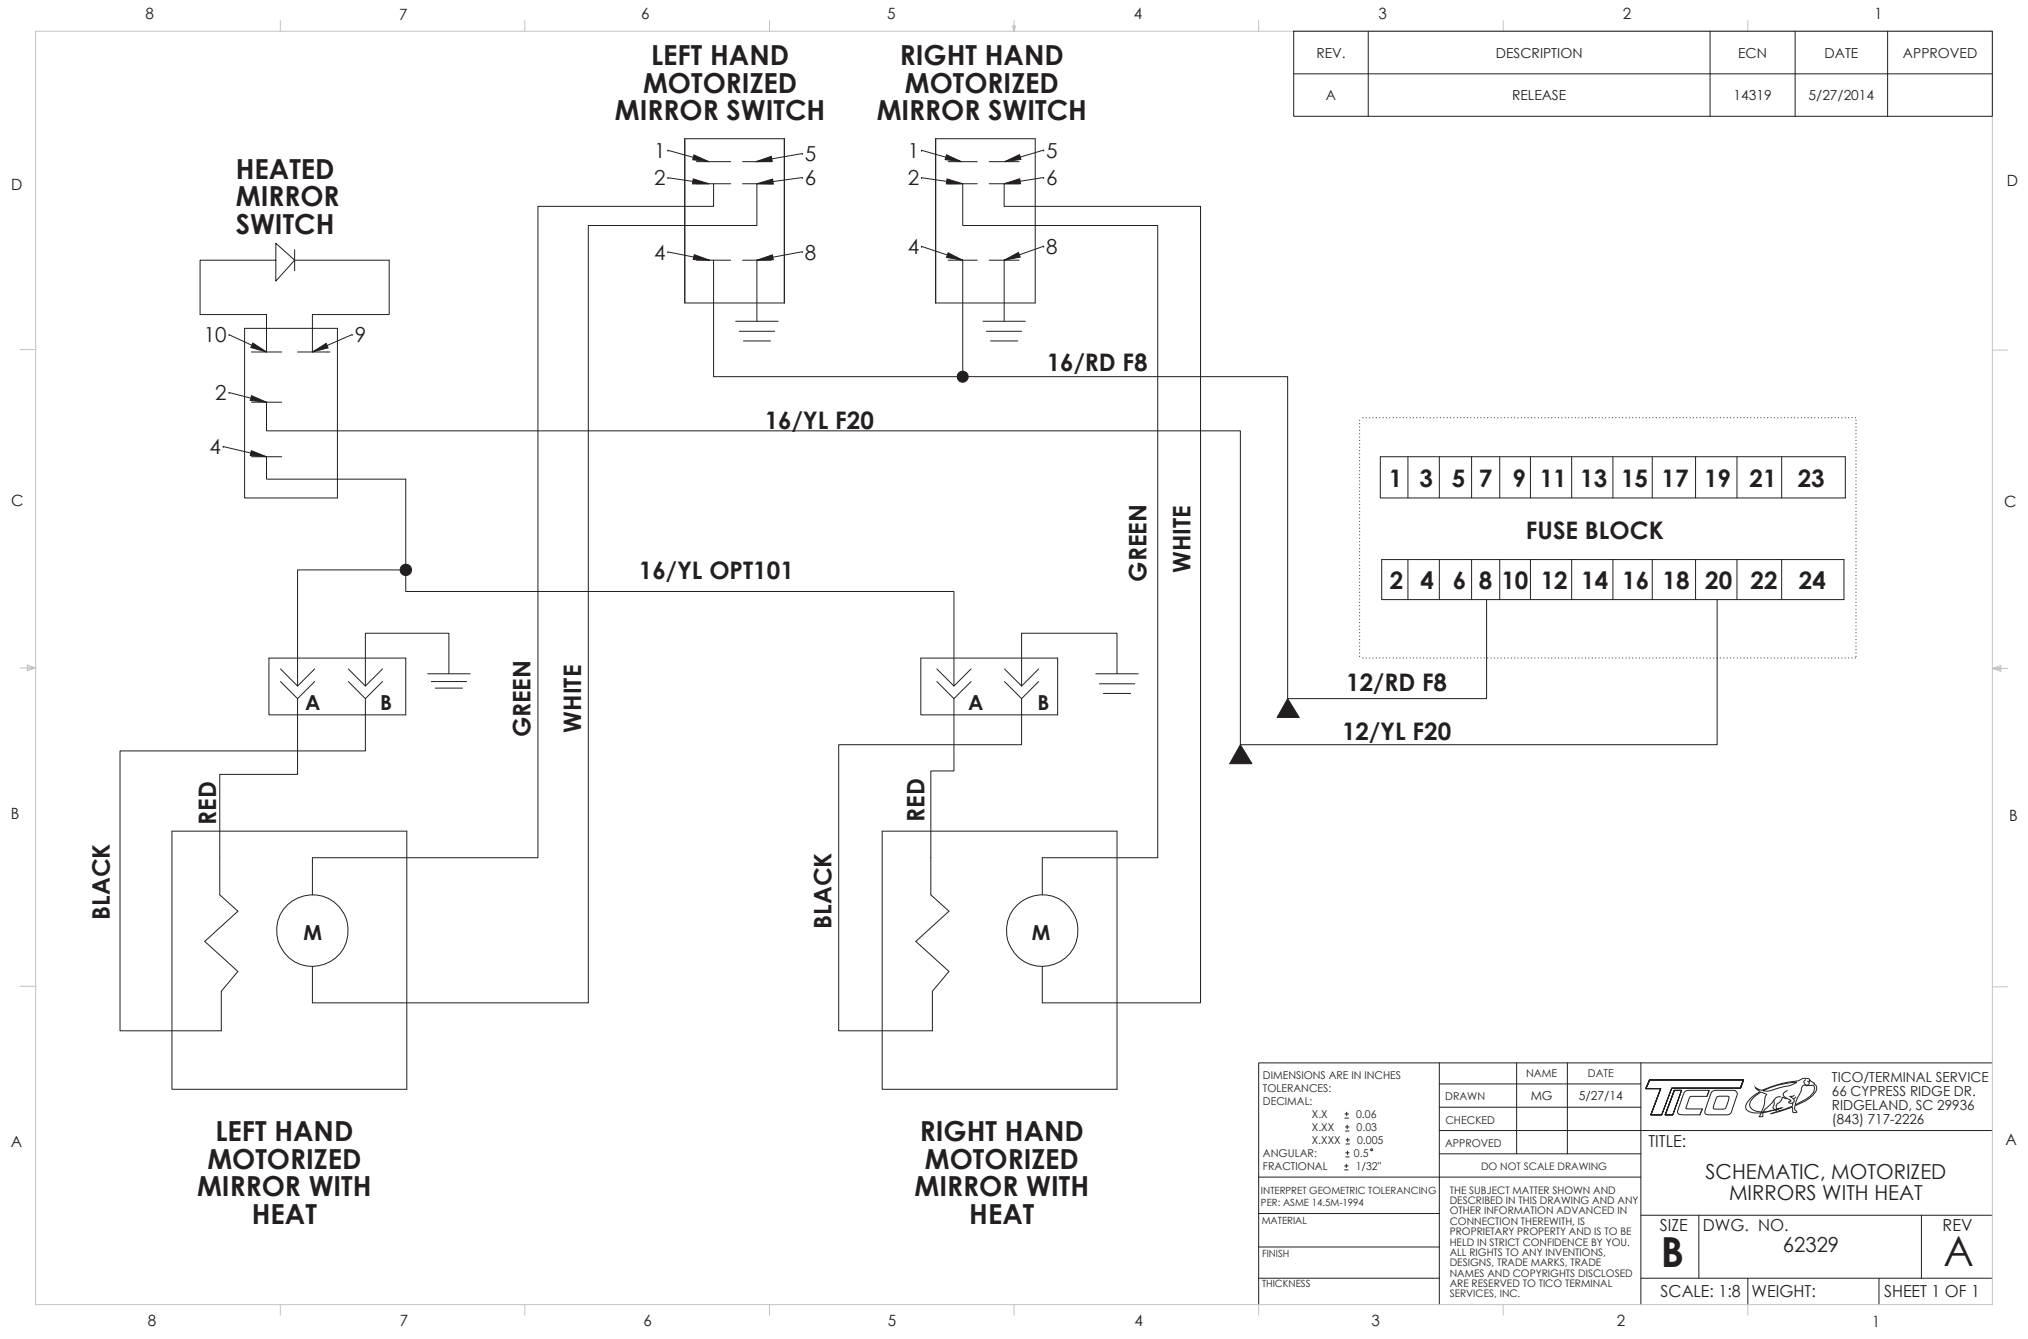 8 7 6 5 4 3 2 1
D
C
B
A
D
C
B
A
REV. DESCRIPTION ECN DATE APPROVED
A RELEASE 14319 5/27/2014
LEFT HAND
MOTORIZED
MIRROR SWITCH
1 5
2 6
4 8
RIGHT HAND
MOTORIZED
MIRROR SWITCH
1 5
2 6
4 8
HEATED
MIRROR
SWITCH
10 9
2
4
16/RD F8
16/YL F20
16/YL OPT101
GREEN
WHITE
GREEN
WHITE
1 3 5 7 9 11 13 15 17 19 21 23
FUSE BLOCK
2 4 6 8 10 12 14 16 18 20 22 24
12/RD F8
12/YL F20
A B
RED
BLACK
M
LEFT HAND
MOTORIZED
MIRROR WITH
HEAT
A B
RED
BLACK
M
RIGHT HAND
MOTORIZED
MIRROR WITH
HEAT
DIMENSIONS ARE IN INCHES
TOLERANCES:
DECIMAL:
X.X ± 0.06
X.XX ± 0.03
X.XXX ± 0.005
ANGULAR: ± 0.5°
FRACTIONAL ± 1/32"
INTERPRET GEOMETRIC TOLERANCING
PER: ASME 14.5M-1994
MATERIAL
FINISH
THICKNESS
NAME DATE
DRAWN MG 5/27/14
CHECKED
APPROVED
DO NOT SCALE DRAWING
THE SUBJECT MATTER SHOWN AND
DESCRIBED IN THIS DRAWING AND ANY
OTHER INFORMATION ADVANCED IN
CONNECTION THEREWITH, IS
PROPRIETARY PROPERTY AND IS TO BE
HELD IN STRICT CONFIDENCE BY YOU.
ALL RIGHTS TO ANY INVENTIONS,
DESIGNS, TRADE MARKS, TRADE
NAMES AND COPYRIGHTS DISCLOSED
ARE RESERVED TO TICO TERMINAL
SERVICES, INC.
TICO
TICO/TERMINAL SERVICE
66 CYPRESS RIDGE DR.
RIDGELAND, SC 29936
(843) 717-2226
TITLE:
SCHEMATIC, MOTORIZED
MIRRORS WITH HEAT
SIZE DWG. NO. REV
B 62329 A
SCALE: 1:8 WEIGHT: SHEET 1 OF 1
8 7 6 5 4 3 2 1